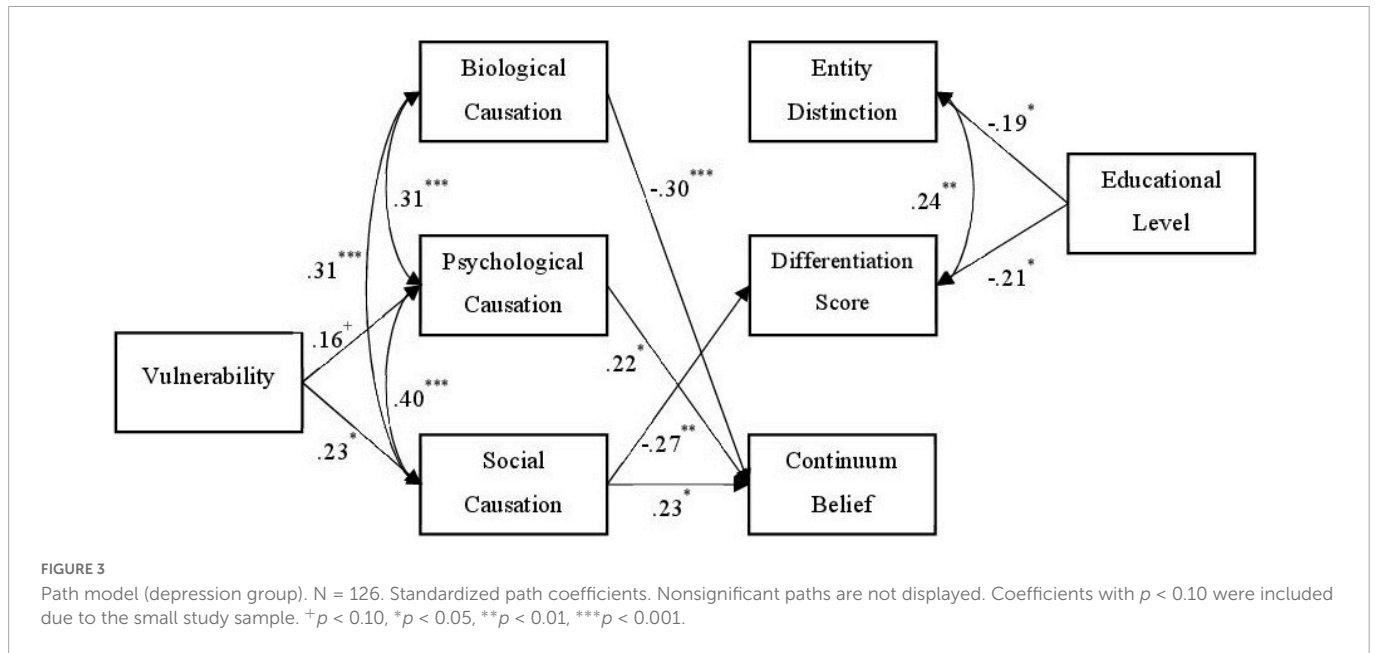 Biological
Causation
Entity
Distinction
-.19*
.31***
-.30***
.24**
Educational
Level
.31***
Psychological
Causation
Differentiation
Score
-.21*
Vulnerability
.16+
.22*
.40***
.23*
-.27**
Social
Causation
.23*
Continuum
Belief
FIGURE 3
Path model (depression group). N = 126. Standardized path coefficients. Nonsignificant paths are not displayed. Coefficients with p < 0.10 were included
due to the small study sample. +p < 0.10, *p < 0.05, **p < 0.01, ***p < 0.001.